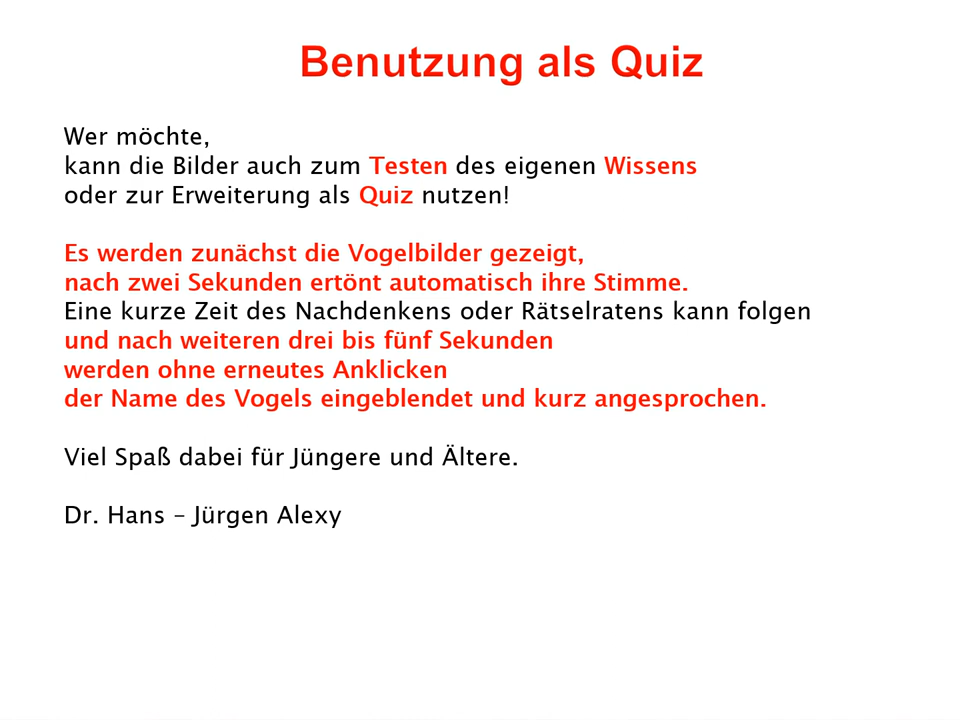 Benutzung als Quiz
Wer möchte,
kann die Bilder auch zum Testen des eigenen Wissens
oder zur Erweiterung als Quiz nutzen!
Es werden zunächst die Vogelbilder gezeigt,
nach zwei Sekunden ertönt automatisch ihre Stimme.
Eine kurze Zeit des Nachdenkens oder Rätselratens kann folgen
und nach weiteren drei bis fünf Sekunden
werden ohne erneutes Anklicken
der Name des Vogels eingeblendet und kurz angesprochen.
Viel Spaß dabei für Jüngere und Ältere.
Dr. Hans – Jürgen Alexy